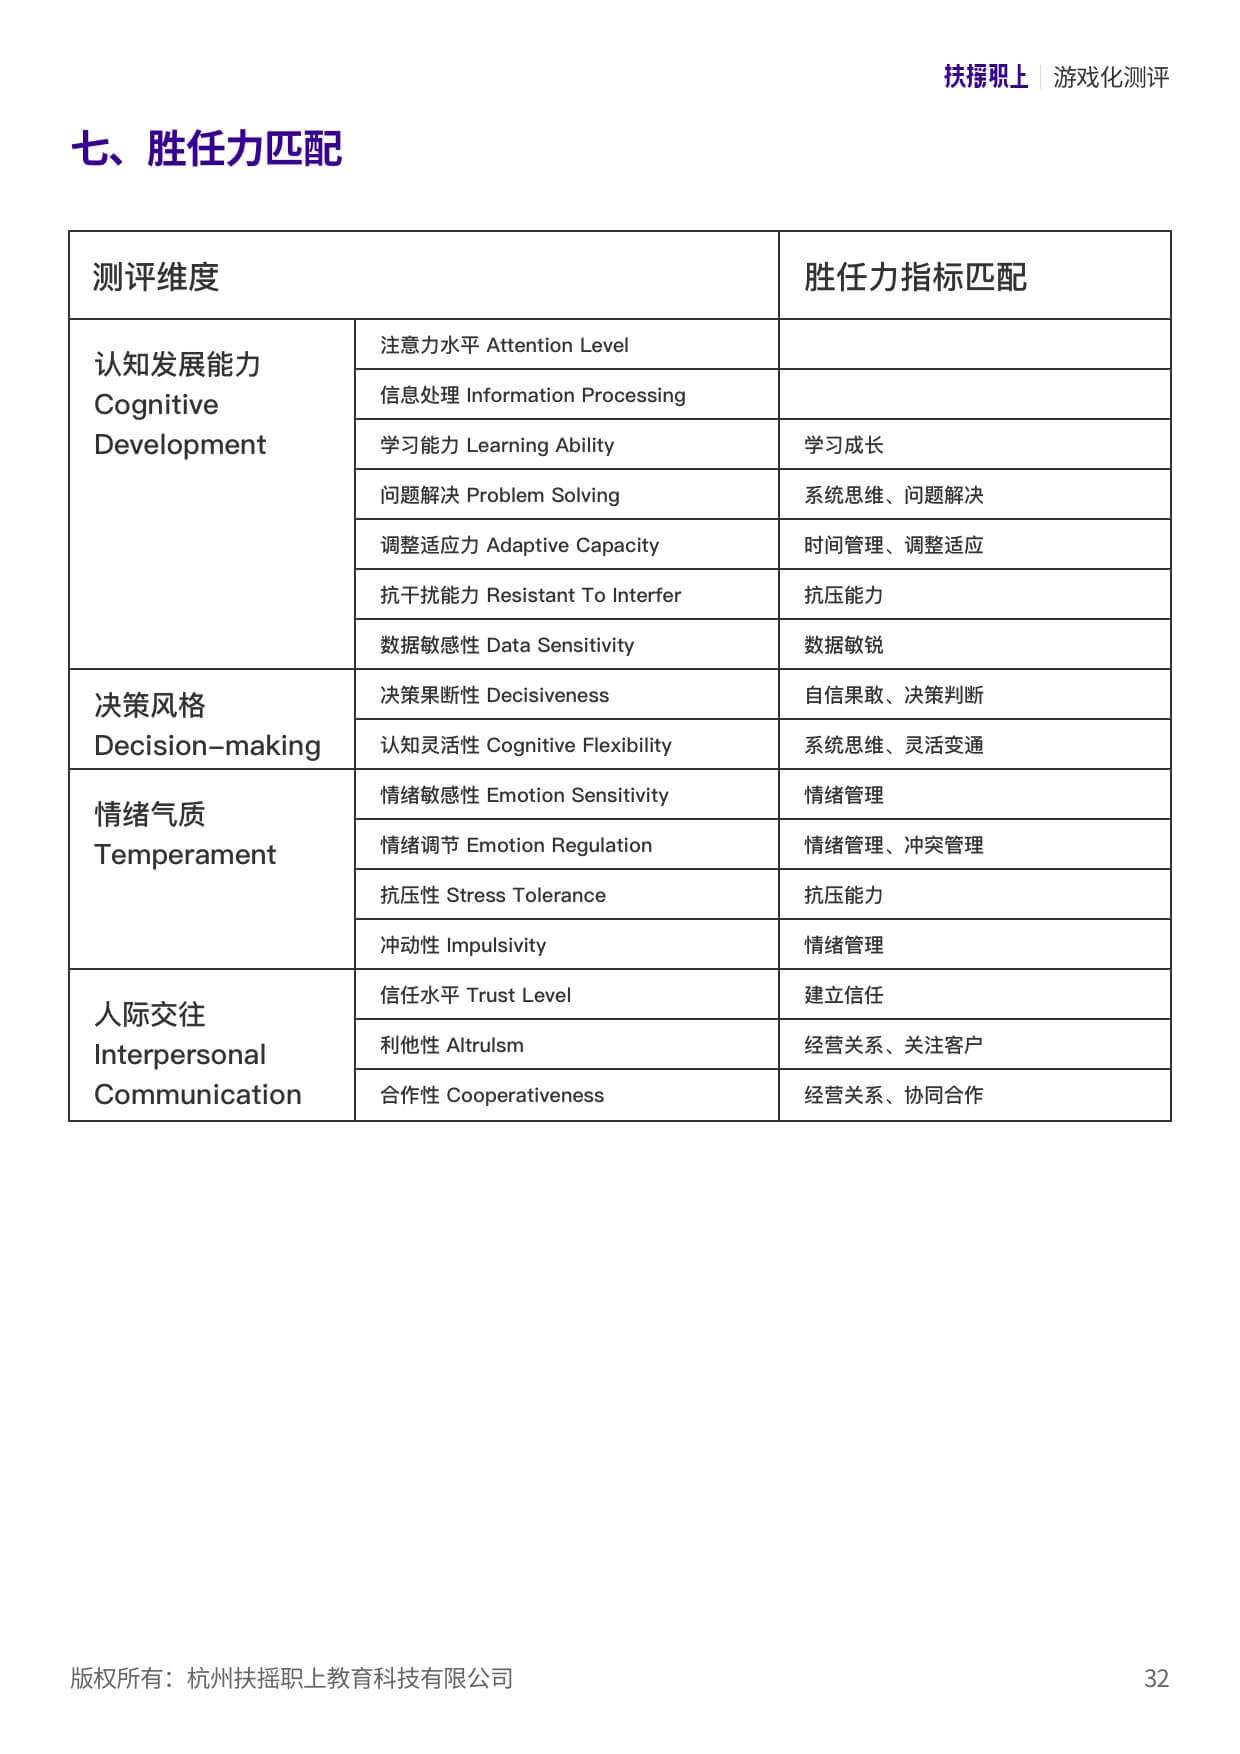 扶摇职上 游戏化测评
七、胜任力匹配
测评维度 胜任力指标匹配
认知发展能力
Cognitive
Development
注意力水平 Attention Level
信息处理 Information Processing
学习能力 Learning Ability 学习成长
问题解决 Problem Solving 系统思维、问题解决
调整适应力 Adaptive Capacity 时间管理、调整适应
抗干扰能力 Resistant To Interfer 抗压能力
数据敏感性 Data Sensitivity 数据敏锐
决策风格
Decision-making
决策果断性 Decisiveness 自信果敢、决策判断
认知灵活性 Cognitive Flexibility 系统思维、灵活变通
情绪气质
Temperament
情绪敏感性 Emotion Sensitivity 情绪管理
情绪调节 Emotion Regulation 情绪管理、冲突管理
抗压性 Stress Tolerance 抗压能力
冲动性 Impulsivity 情绪管理
人际交往
Interpersonal
Communication
信任水平 Trust Level 建立信任
利他性 Altrulsm 经营关系、关注客户
合作性 Cooperativeness 经营关系、协同合作
版权所有：杭州扶摇职上教育科技有限公司 32